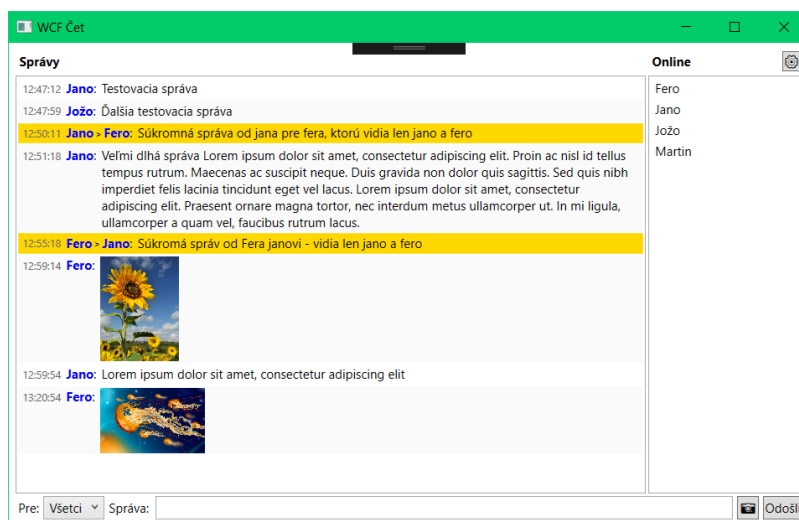 WCF Čet
Správy
Online
12:47:12 Jano: Testovacia správa
12:47:59 Jožo: Ďalšia testovacia správa
12:50:11 Jano > Fero: Súkromná správa od jana pre fera, ktorú vidia len jano a fero
12:51:18 Jano: Veľmi dlhá správa Lorem ipsum dolor sit amet, consectetur adipiscing elit. Proin ac nisl id tellus
tempus rutrum. Maecenas ac suscipit neque. Duis gravida non dolor quis sagittis. Sed quis nibh
imperdiet felis lacinia tincidunt eget vel lacus. Lorem ipsum dolor sit amet, consectetur
adipiscing elit. Praesent ornare magna tortor, nec interdum metus ullamcorper ut. In mi ligula,
ullamcorper a quam vel, faucibus rutrum lacus.
12:55:18 Fero > Jano: Súkromá správ od Fera janovi - vidia len jano a fero
12:59:14 Fero:
12:59:54 Jano: Lorem ipsum dolor sit amet, consectetur adipiscing elit
13:20:54 Fero:
Fero
Jano
Jožo
Martin
Pre: Všetci Správa:
Odošli